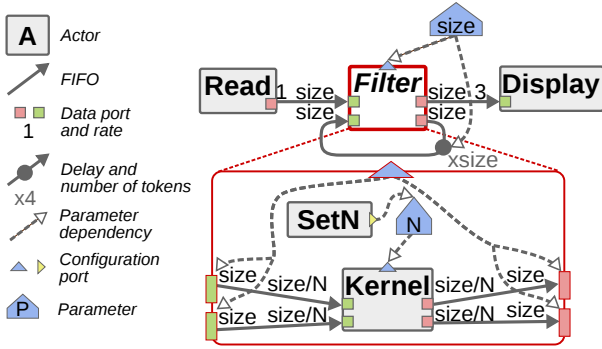 A
Actor
FIFO
Data port
and rate
1
Delay and
number of tokens
x4
Parameter
dependency
Configuration
port
P
Parameter
size
Read
1
size
Filter
size
3
Display
size
size
xsize
SetN
N
size
size/N
Kernel
size/N
size
size
size/N
size/N
size